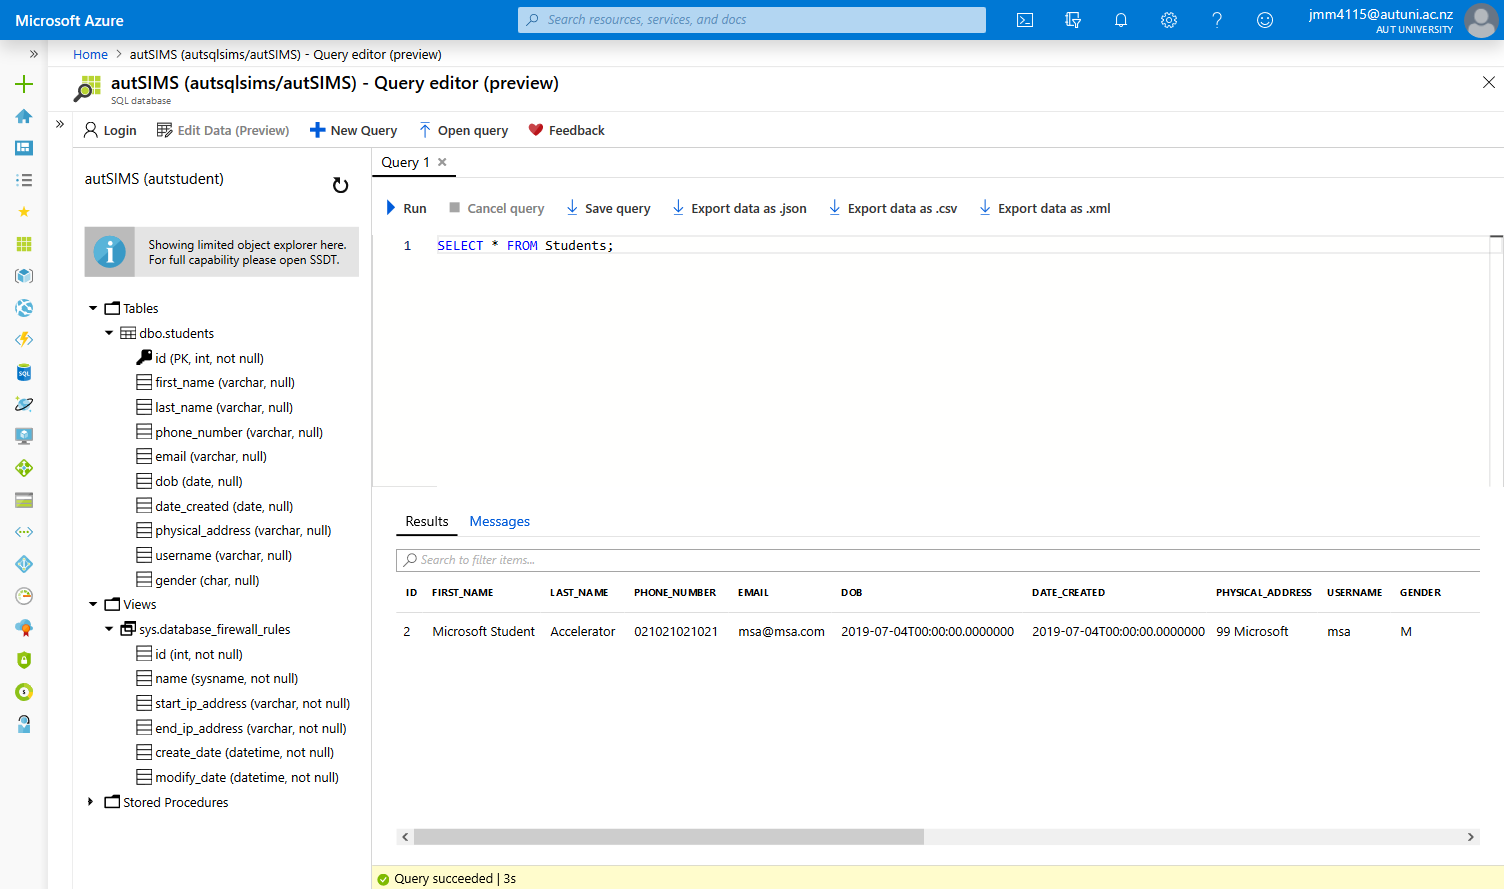 Microsoft Azure
Search resources, services, and docs
jmm4115@autuni.ac.nz
AUT UNIVERSITY
Home > autSIMS (autsqlsims/autSIMS) - Query editor (preview)
autSIMS (autsqlsims/autSIMS) - Query editor (preview)
SQL database
Login Edit Data (Preview) New Query Open query Feedback
autSIMS (autstudent)
Showing limited object explorer here.
For full capability please open SSDT.
Tables
dbo.students
id (PK, int, not null)
first_name (varchar, null)
last_name (varchar, null)
phone_number (varchar, null)
email (varchar, null)
dob (date, null)
date_created (date, null)
physical_address (varchar, null)
username (varchar, null)
gender (char, null)
Views
sys.database_firewall_rules
id (int, not null)
name (sysname, not null)
start_ip_address (varchar, not null)
end_ip_address (varchar, not null)
create_date (datetime, not null)
modify_date (datetime, not null)
Stored Procedures
Query 1
Run Cancel query Save query Export data as .json Export data as .csv Export data as .xml
1 SELECT * FROM Students;
Results Messages
Search to filter items...
ID FIRST_NAME LAST_NAME PHONE_NUMBER EMAIL DOB DATE_CREATED PHYSICAL_ADDRESS USERNAME GENDER
2 Microsoft Student Accelerator 021021021021 msa@msa.com 2019-07-04T00:00:00.0000000 2019-07-04T00:00:00.0000000 99 Microsoft msa M
Query succeeded | 3s